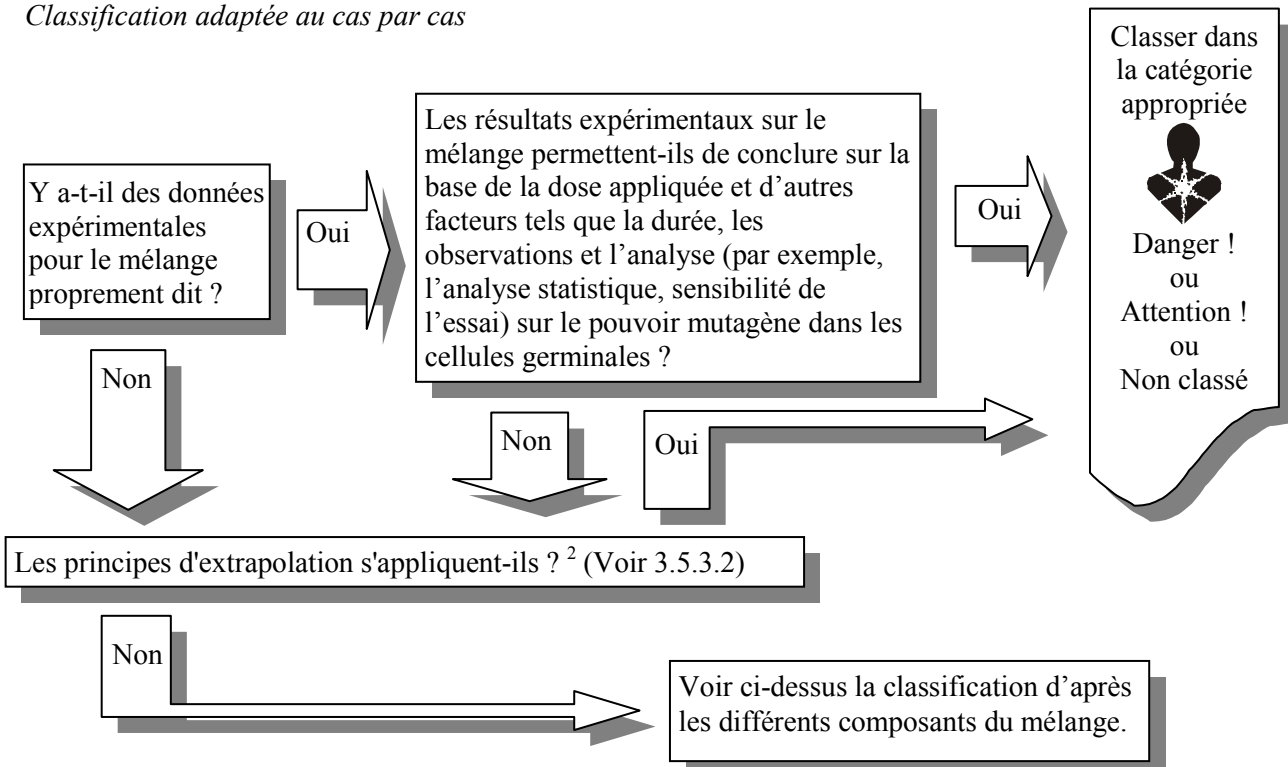 Classification adaptée au cas par cas
Y a-t-il des données
expérimentales
pour le mélange
proprement dit ?
Oui
Les résultats expérimentaux sur le
mélange permettent-ils de conclure sur la
base de la dose appliquée et d’autres
facteurs tels que la durée, les
observations et l’analyse (par exemple,
l’analyse statistique, sensibilité de
l’essai) sur le pouvoir mutagène dans les
cellules germinales ?
Oui
Classer dans
la catégorie
appropriée
Danger !
ou
Attention !
ou
Non classé
Non
Non
Oui
Les principes d'extrapolation s'appliquent-ils ? 2 (Voir 3.5.3.2)
Non
Voir ci-dessus la classification d’après
les différents composants du mélange.